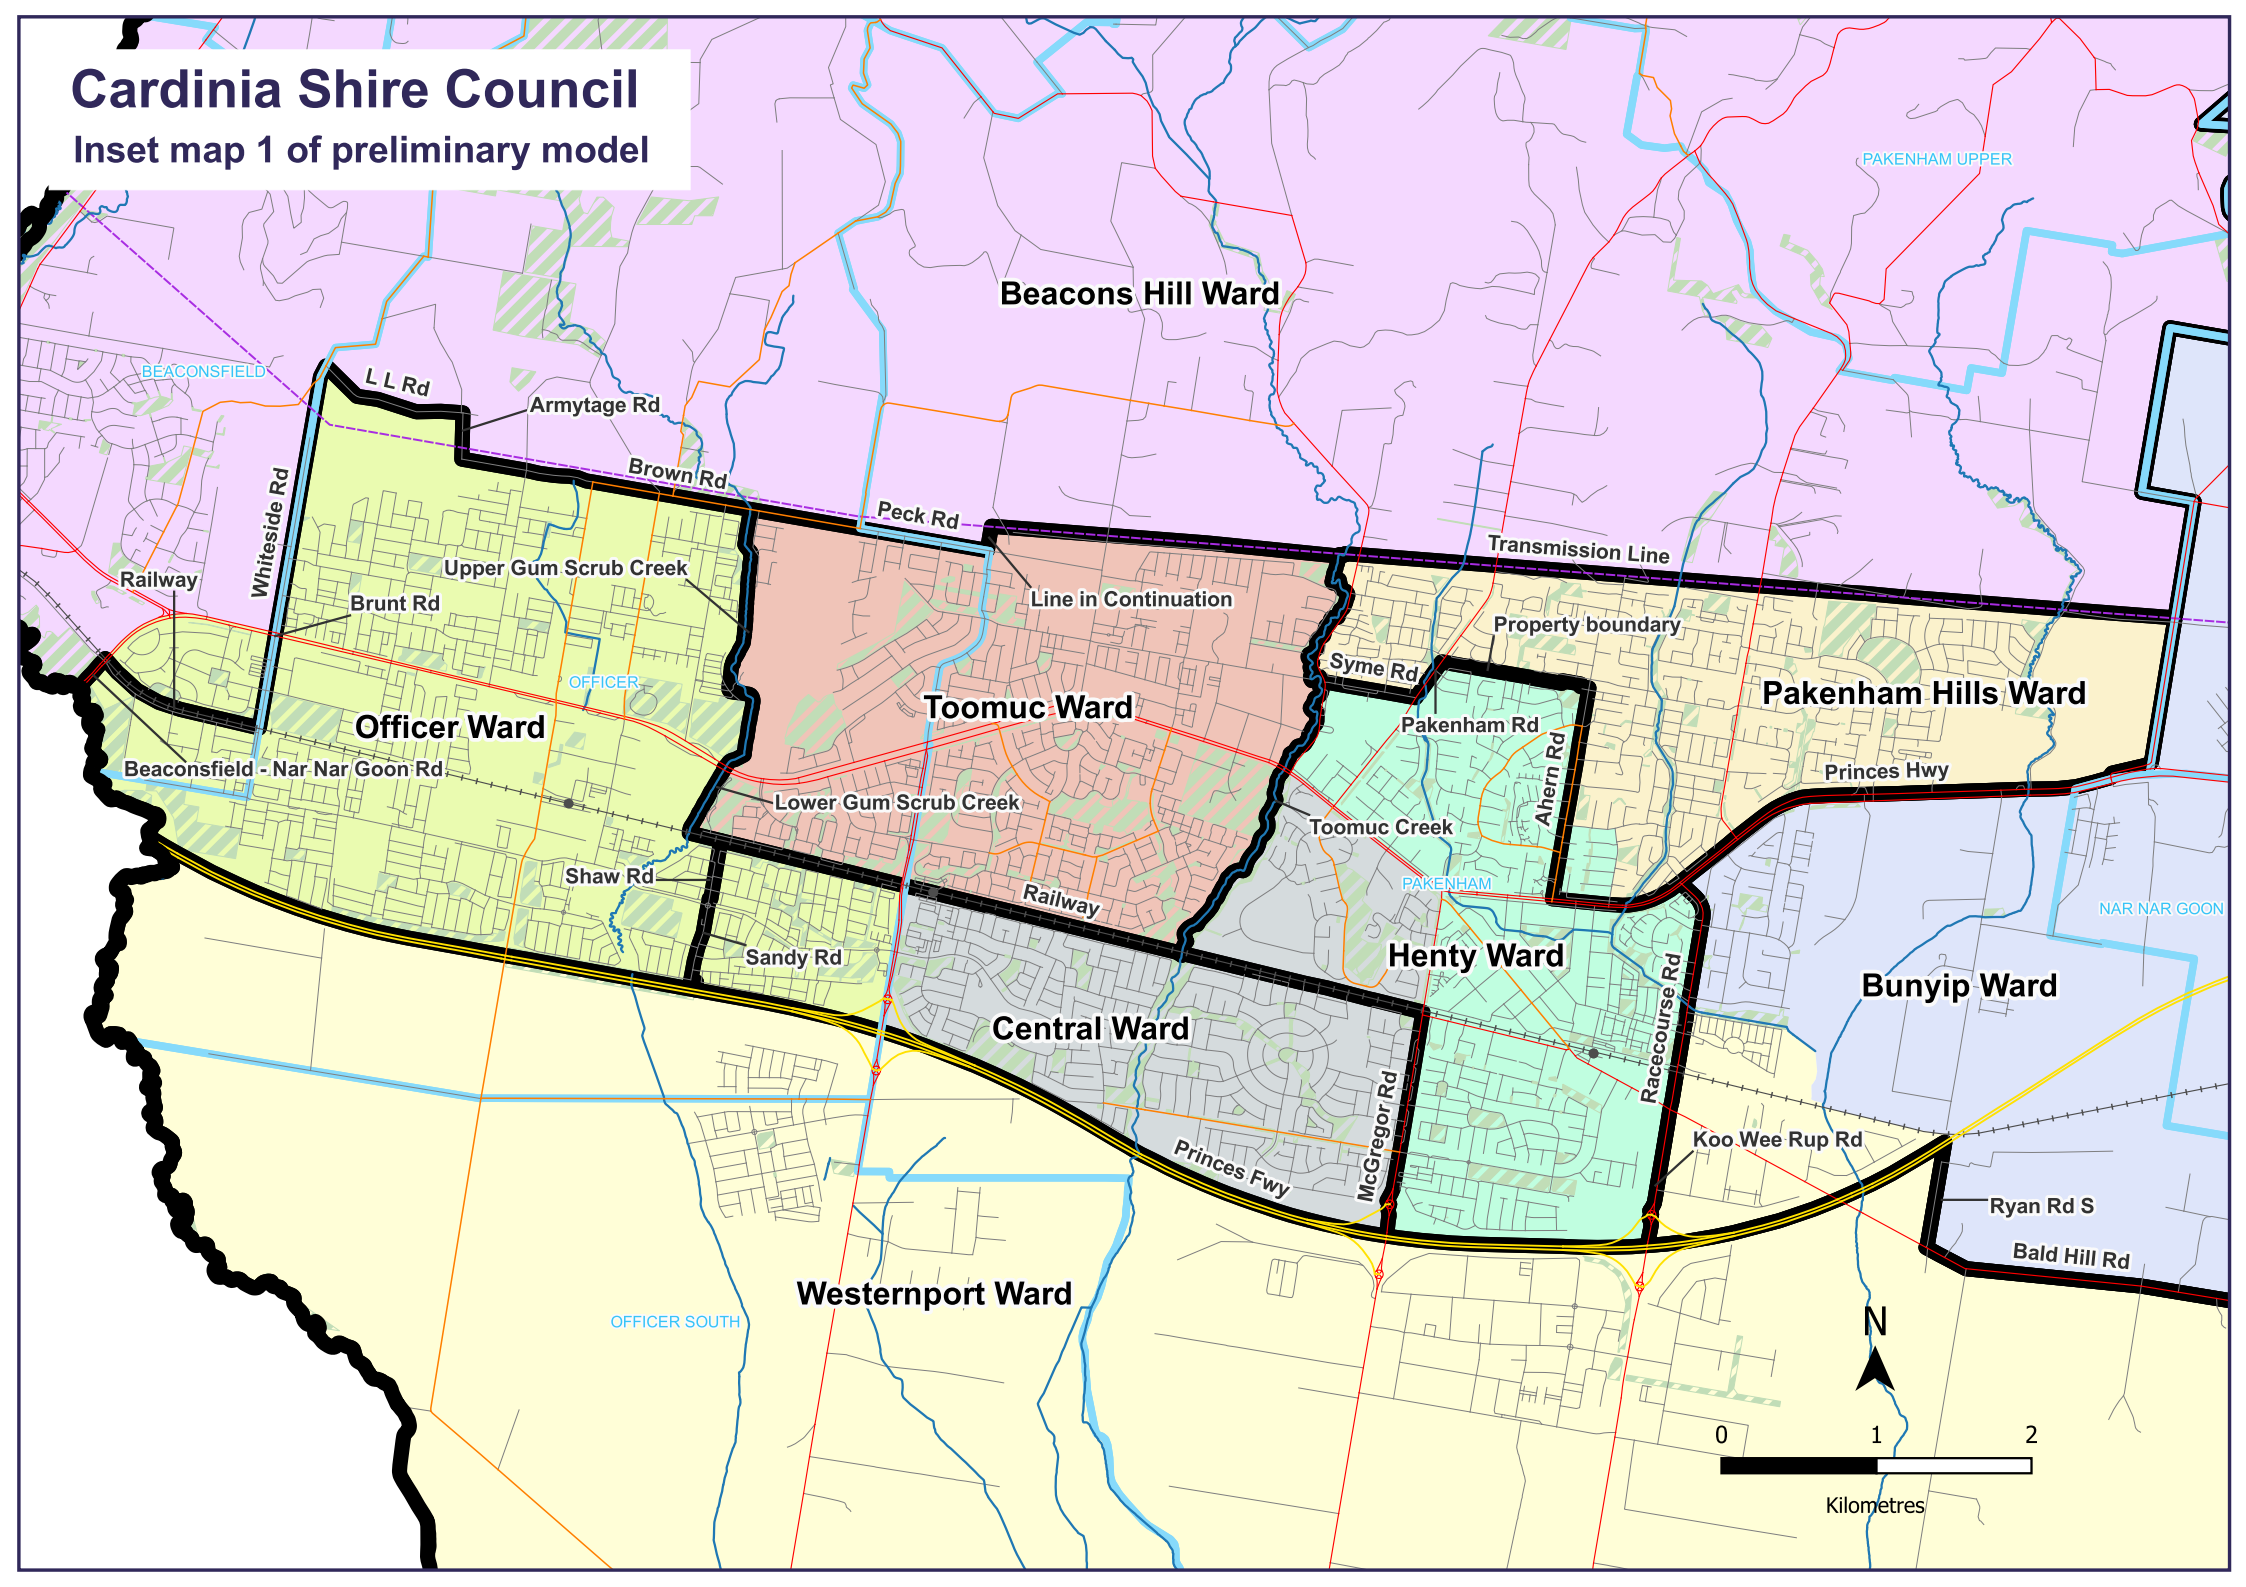 Cardinia Shire Council
Inset map 1 of preliminary model
PAKENHAM UPPER
Beacons Hill Ward
BEACONSFIELD
L L Rd
Armytage Rd
Brown Rd
Whiteside Rd
Peck Rd
Transmission Line
Upper Gum Scrub Creek
Railway
Brunt Rd
Line in Continuation
Property boundary
Syme Rd
OFFICER
Officer Ward
Toomuc Ward
Pakenham Hills Ward
Pakenham Rd
Ahern Rd
Beaconsfield - Nar Nar Goon Rd
Princes Hwy
Lower Gum Scrub Creek
Toomuc Creek
Shaw Rd
PAKENHAM
Railway
NAR NAR GOON
Sandy Rd
Henty Ward
Bunyip Ward
Central Ward
Racecourse Rd
McGregor Rd
Princes Fwy
Koo Wee Rup Rd
Ryan Rd S
Bald Hill Rd
Westernport Ward
OFFICER SOUTH
N
0 1 2
Kilometres